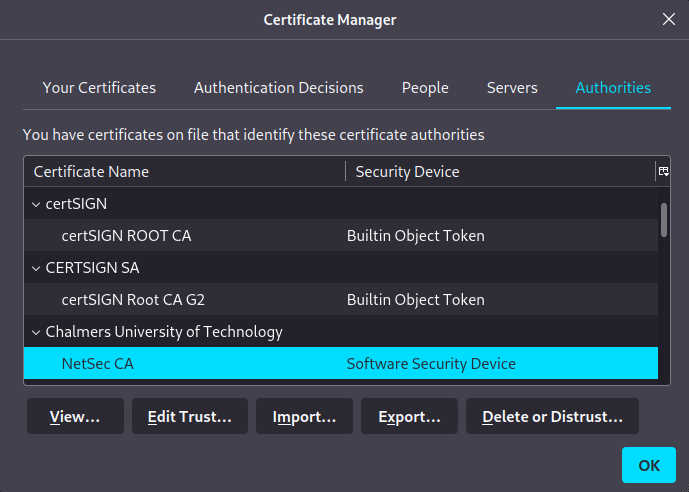 Certificate Manager
Your Certificates Authentication Decisions People Servers Authorities
You have certificates on file that identify these certificate authorities
Certificate Name Security Device
certSIGN
certSIGN ROOT CA Builtin Object Token
CERTSIGN SA
certSIGN Root CA G2 Builtin Object Token
Chalmers University of Technology
NetSec CA Software Security Device
View... Edit Trust... Import... Export... Delete or Distrust...
OK